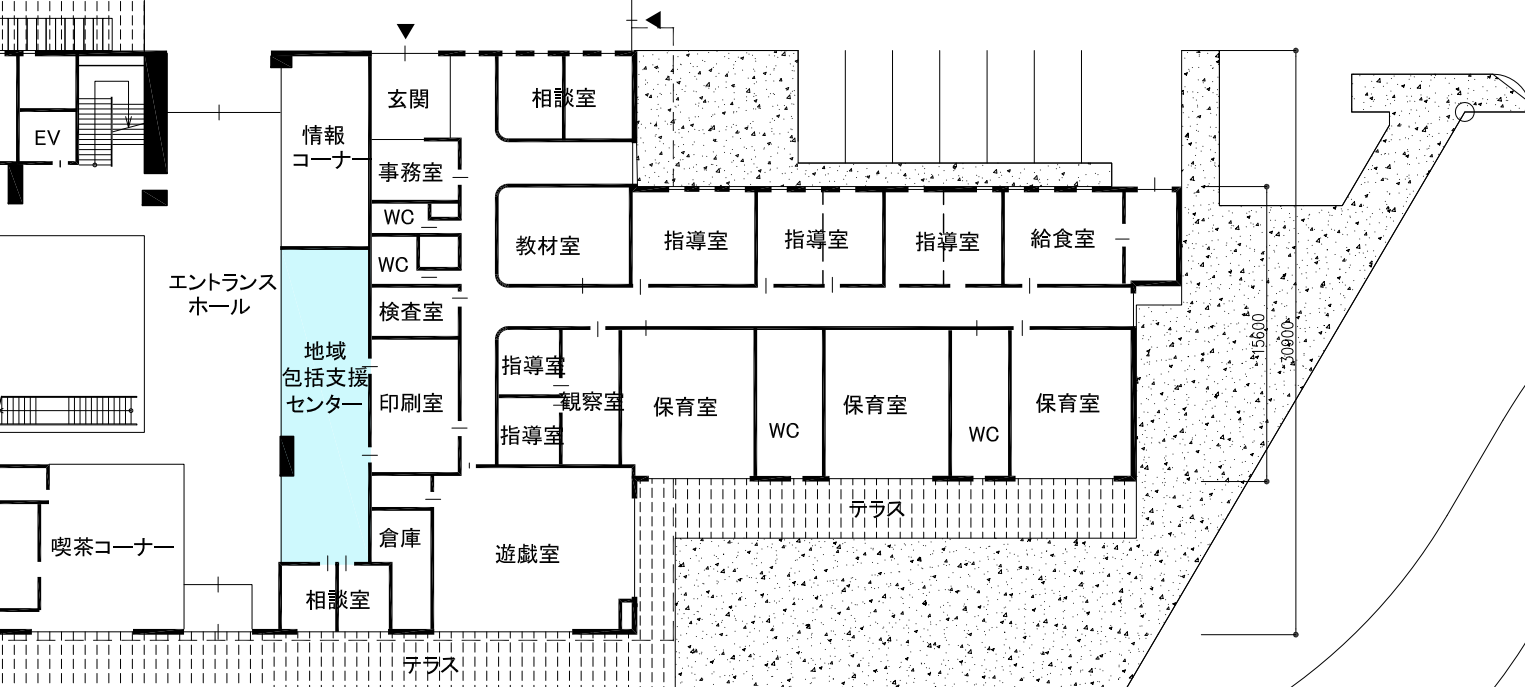 玄関
相談室
EV
情報
コーナー
事務室
WC
教材室
指導室
指導室
指導室
給食室
WC
エントランス
ホール
検査室
地域
包括支援
センター
印刷室
指導室
観察室
指導室
保育室
WC
保育室
WC
保育室
15600
30000
テラス
喫茶コーナー
倉庫
遊戯室
相談室
テラス